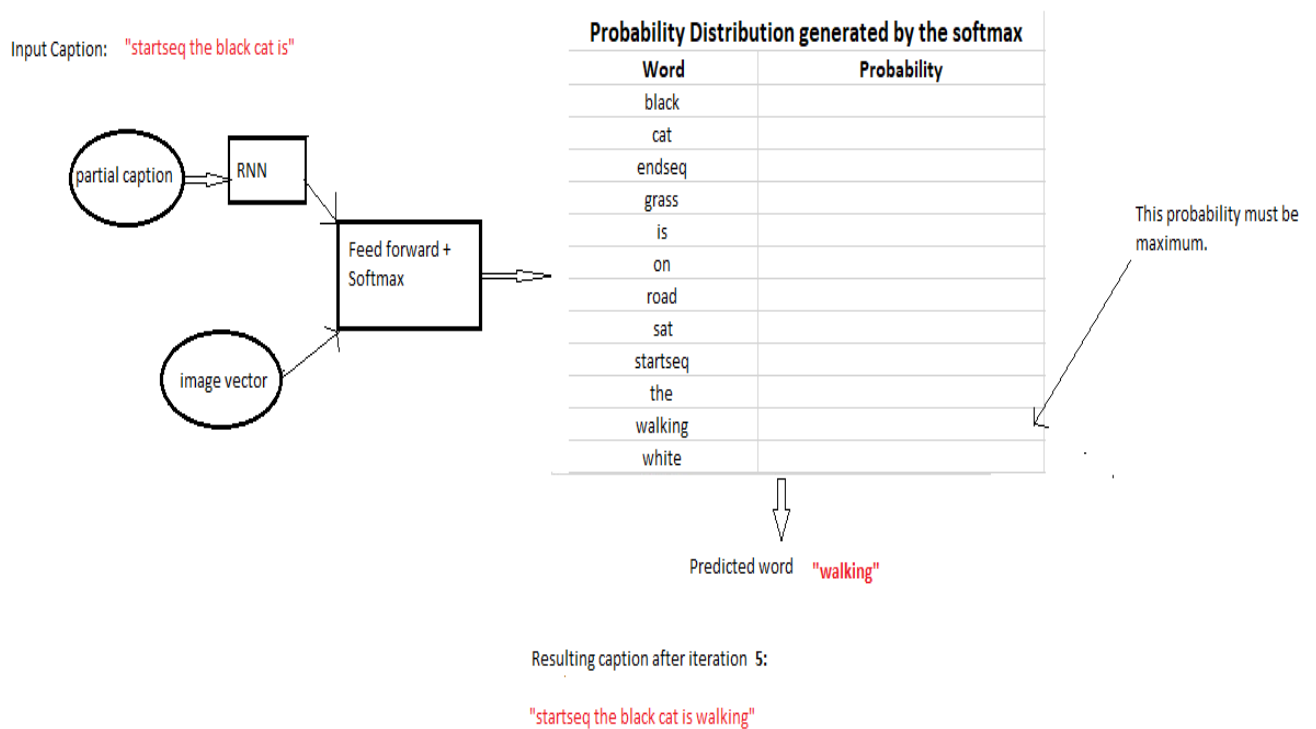 Input Caption: "startseq the black cat is"
Probability Distribution generated by the softmax
Word Probability
black
cat
endseq
grass
is
on
road
sat
startseq
the
walking
white
partial caption
RNN
Feed forward +
Softmax
image vector
This probability must be
maximum.
Predicted word "walking"
Resulting caption after iteration 5:
"startseq the black cat is walking"